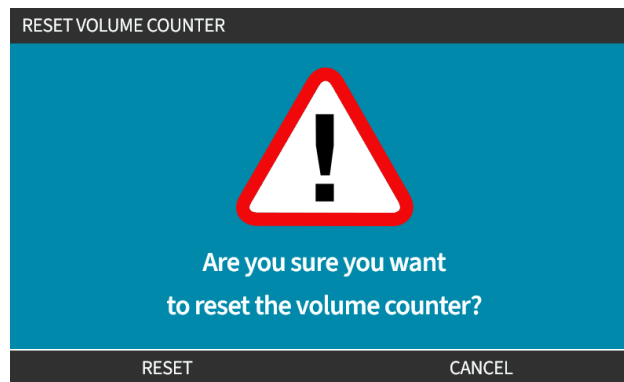 RESET VOLUME COUNTER
!
Are you sure you want
to reset the volume counter?
RESET CANCEL